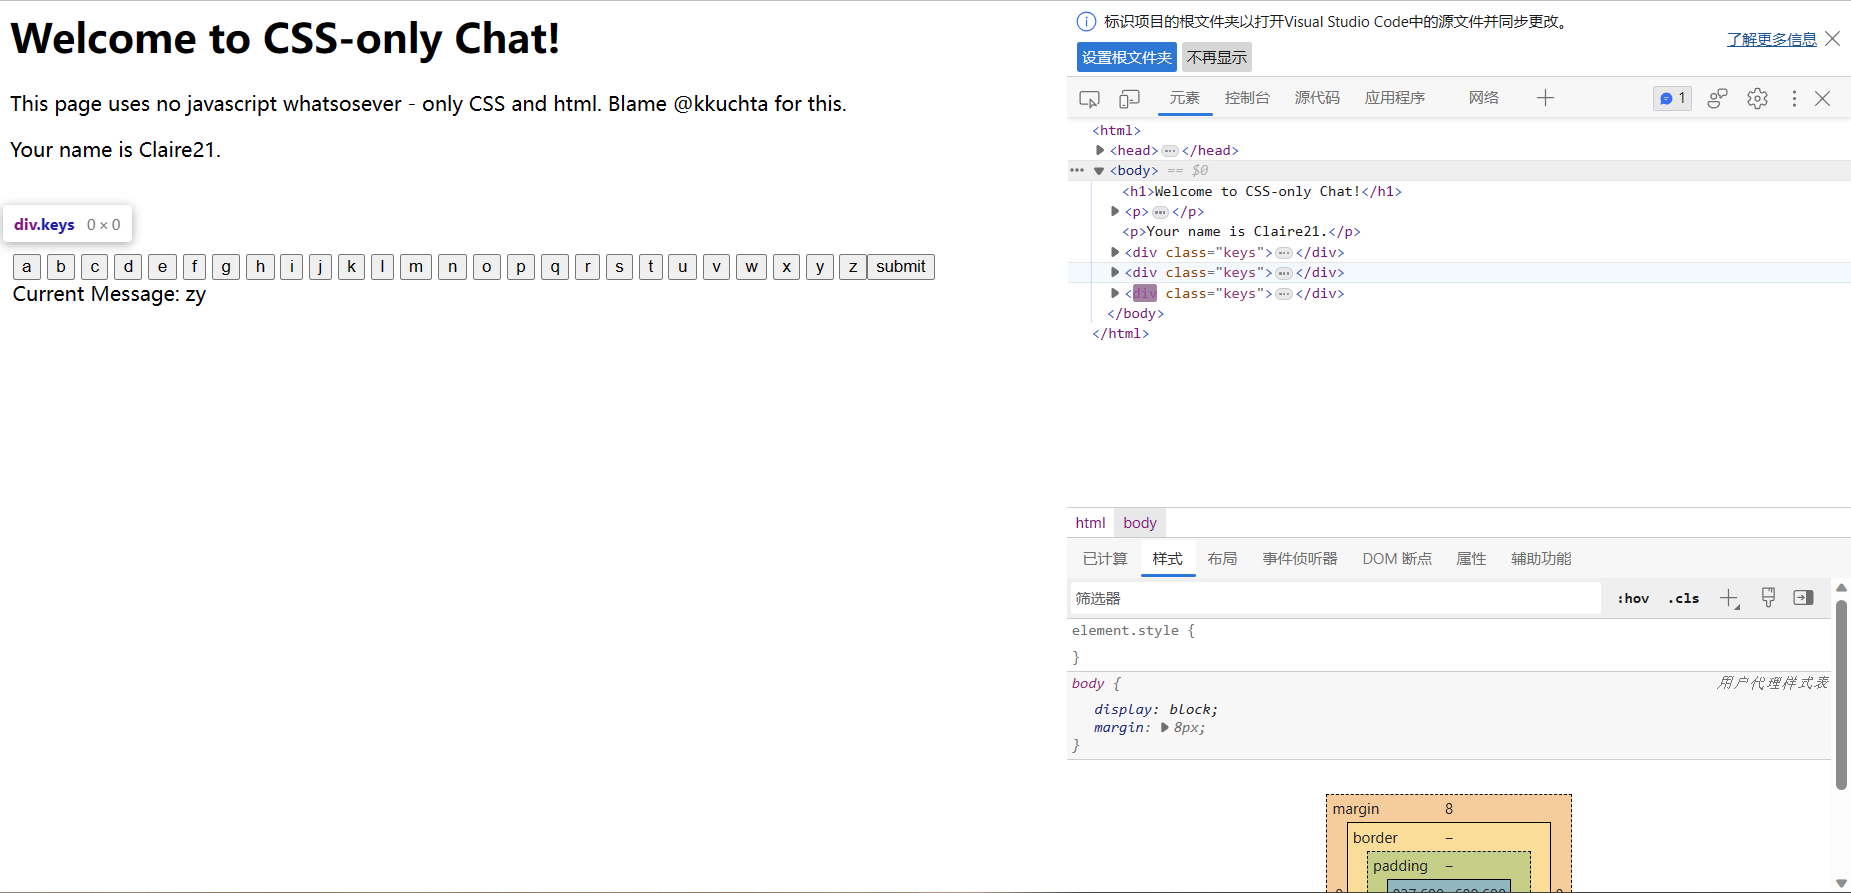 Welcome to CSS-only Chat!
This page uses no javascript whatsosever - only CSS and html. Blame @kkuchta for this.
Your name is Claire21.
div.keys 0 × 0
a b c d e f g h i j k l m n o p q r s t u v w x y z submit
Current Message: zy
标识项目的根文件夹以打开Visual Studio Code中的源文件并同步更改。
了解更多信息
设置根文件夹 不再显示
元素 控制台 源代码 应用程序 网络 1
<html>
<head> ⋯ </head>
⋯ <body> == $0
<h1>Welcome to CSS-only Chat!</h1>
<p> ⋯ </p>
<p>Your name is Claire21.</p>
<div class="keys"> ⋯ </div>
<div class="keys"> ⋯ </div>
<div class="keys"> ⋯ </div>
</body>
</html>
html body
已计算 样式 布局 事件侦听器 DOM 断点 属性 辅助功能
筛选器 :hov .cls
element.style {
}
body { 用户代理样式表
display: block;
margin: 8px;
}
margin 8
border –
padding –